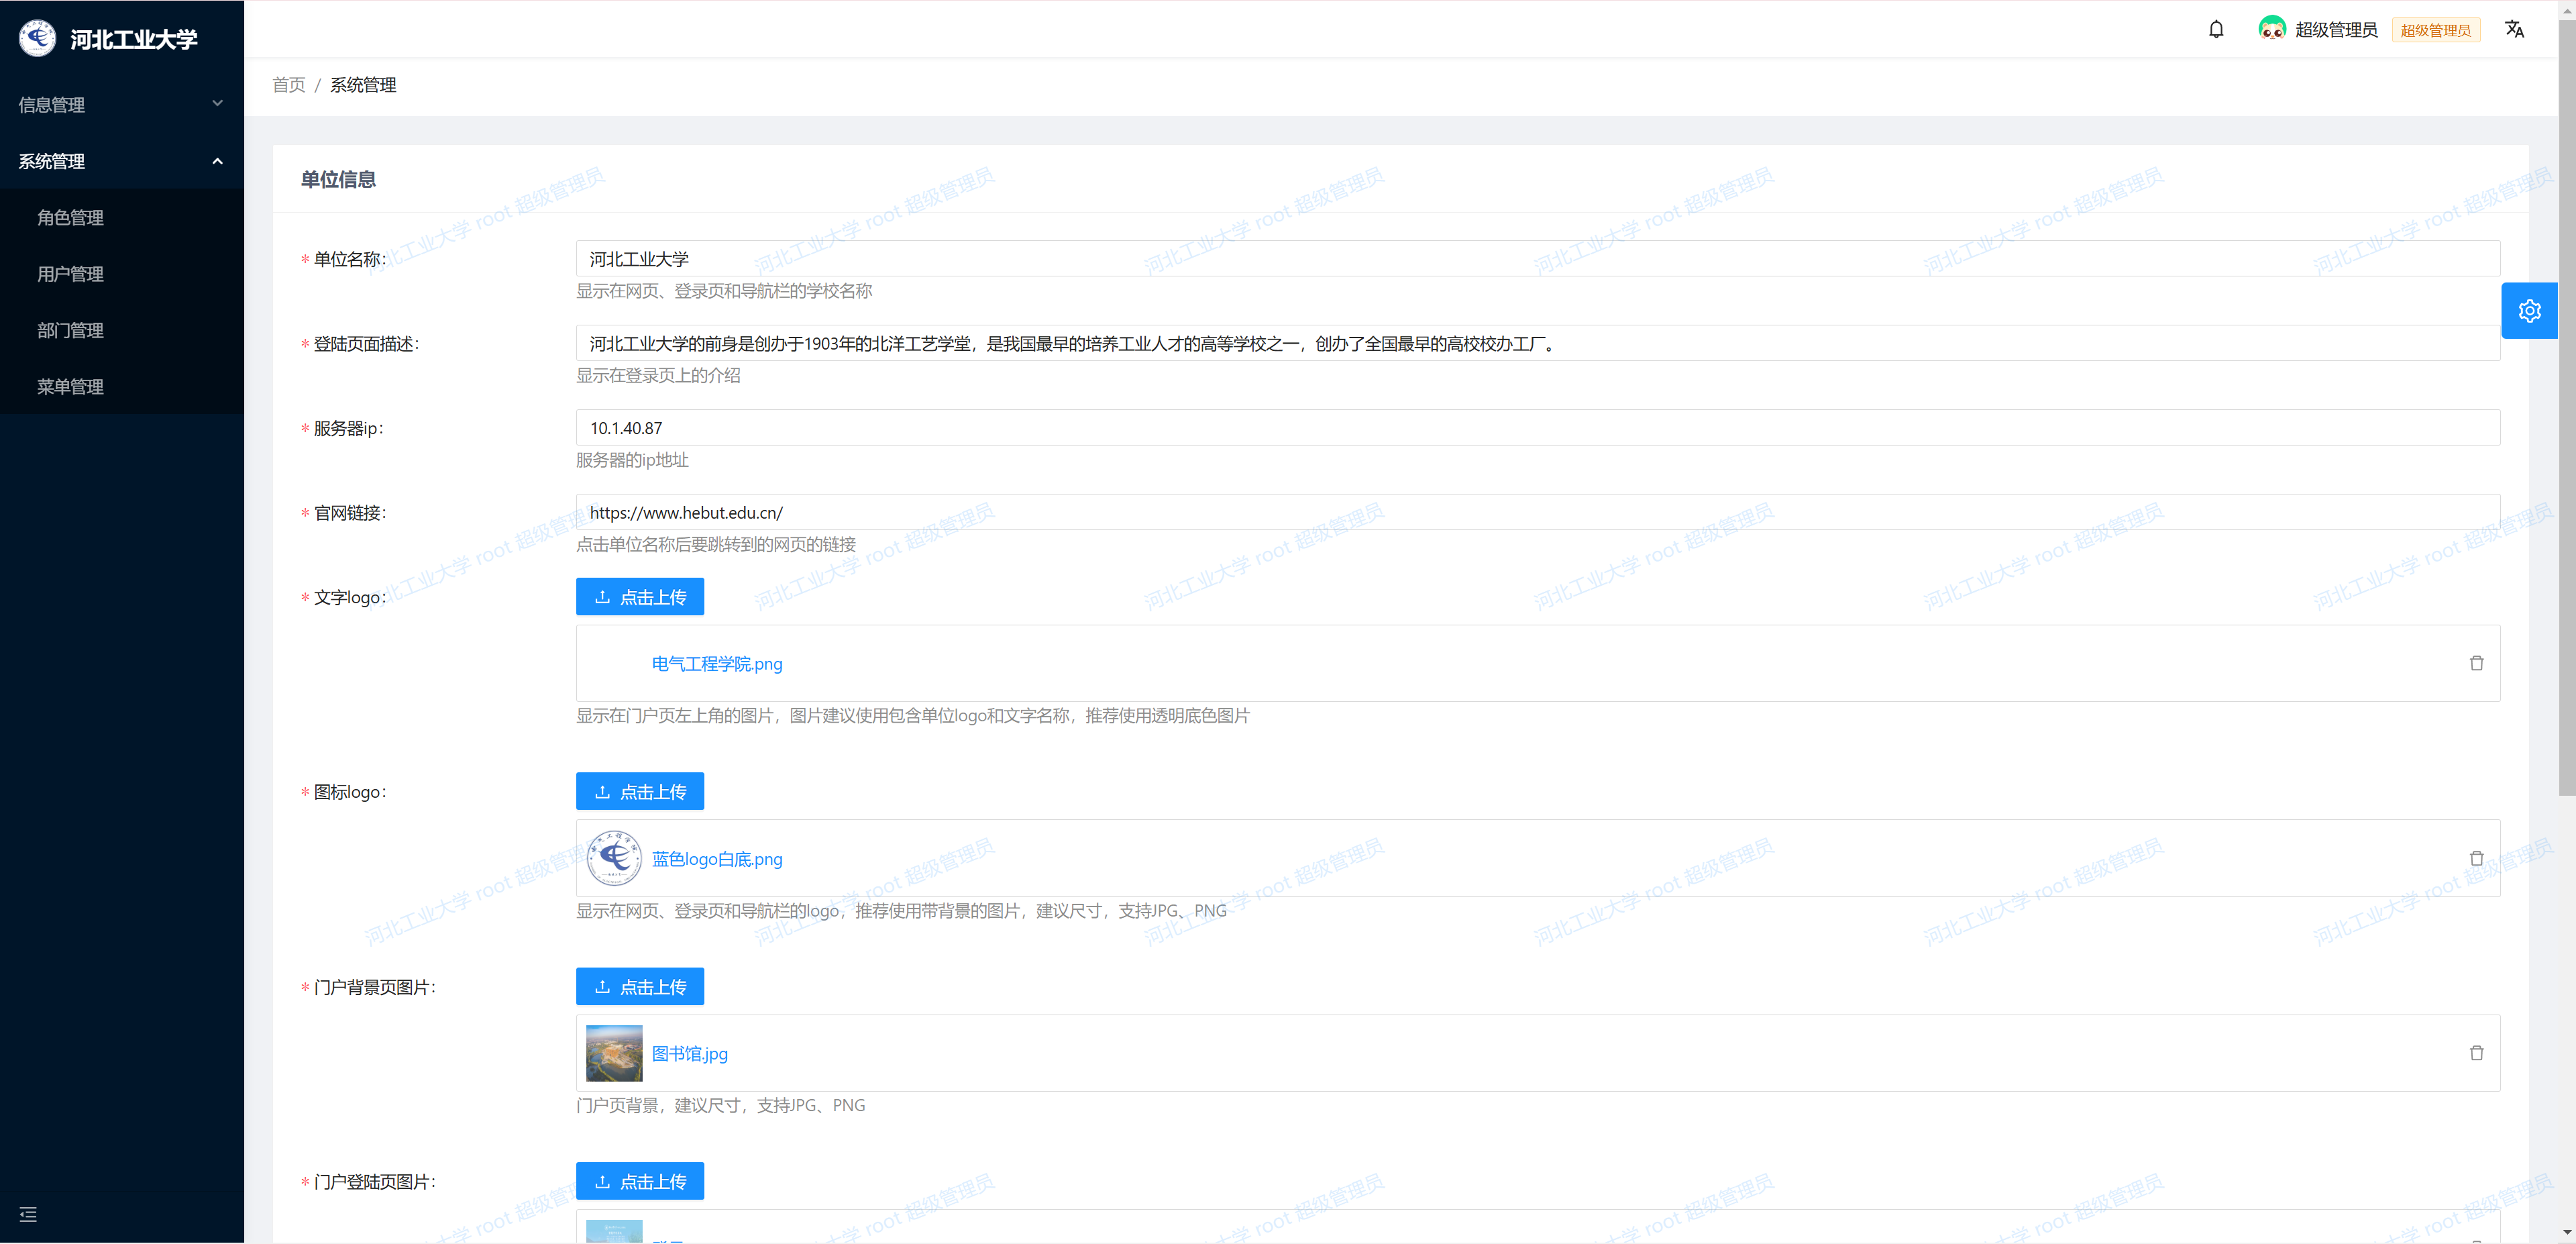 河北工业大学
超级管理员
超级管理员
首页 / 系统管理
信息管理
系统管理
角色管理
用户管理
部门管理
菜单管理
单位信息
* 单位名称:
河北工业大学
显示在网页、登录页和导航栏的学校名称
* 登陆页面描述:
河北工业大学的前身是创办于1903年的北洋工艺学堂，是我国最早的培养工业人才的高等学校之一，创办了全国最早的高校校办工厂。
显示在登录页上的介绍
* 服务器ip:
10.1.40.87
服务器的ip地址
* 官网链接:
https://www.hebut.edu.cn/
点击单位名称后要跳转到的网页的链接
* 文字logo:
点击上传
电气工程学院.png
显示在门户页左上角的图片，图片建议使用包含单位logo和文字名称，推荐使用透明底色图片
* 图标logo:
点击上传
蓝色logo白底.png
显示在网页、登录页和导航栏的logo，推荐使用带背景的图片，建议尺寸，支持JPG、PNG
* 门户背景页图片:
点击上传
图书馆.jpg
门户页背景，建议尺寸，支持JPG、PNG
* 门户登陆页图片:
点击上传
河北工业大学 root 超级管理员